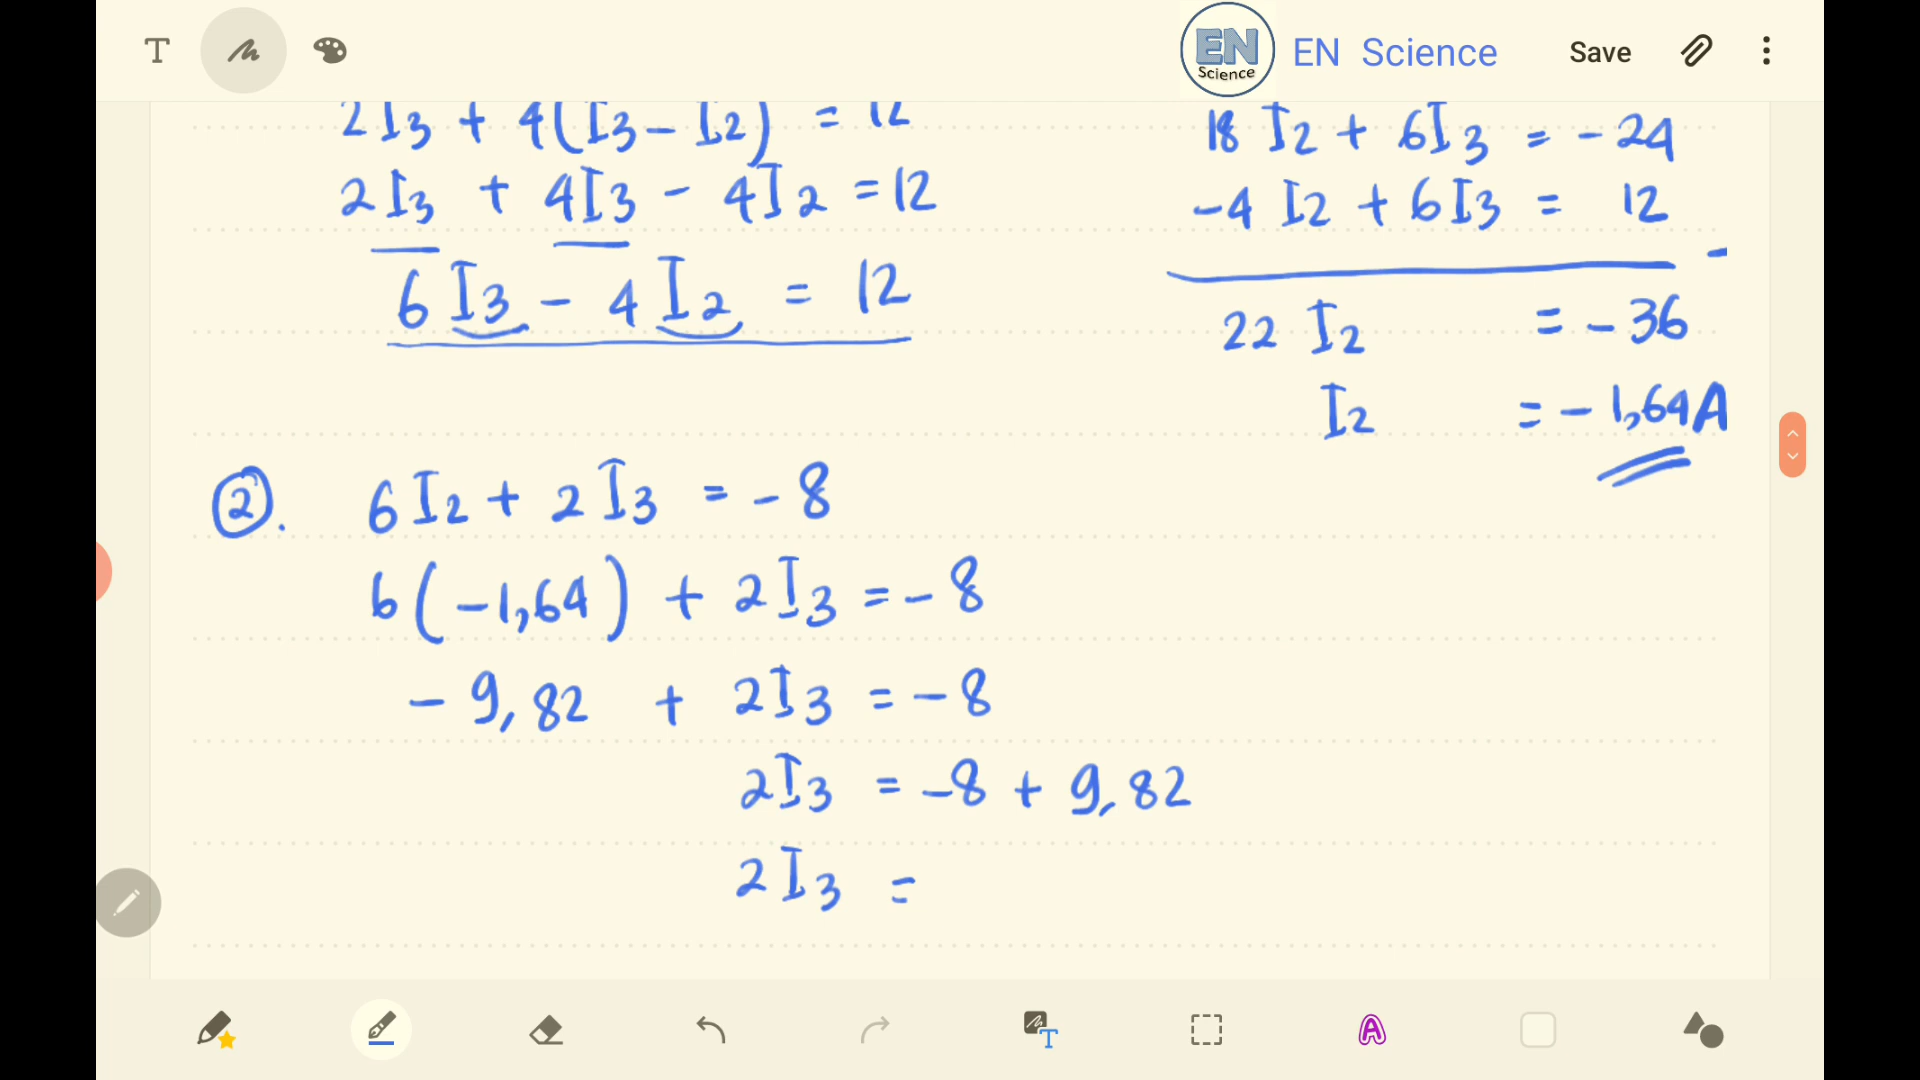 T
EN
Science
EN Science
Save
2I3 + 4(I3 - I2) = 12
2I3 + 4I3 - 4I2 = 12
6I3 - 4I2 = 12
18 I2 + 6I3 = -24
-4 I2 + 6I3 = 12
-
22 I2 = -36
I2 = -1,64A
2. 6I2 + 2I3 = -8
6(-1,64) + 2I3 = -8
-9,82 + 2I3 = -8
2I3 = -8 + 9,82
2I3 =
T
A